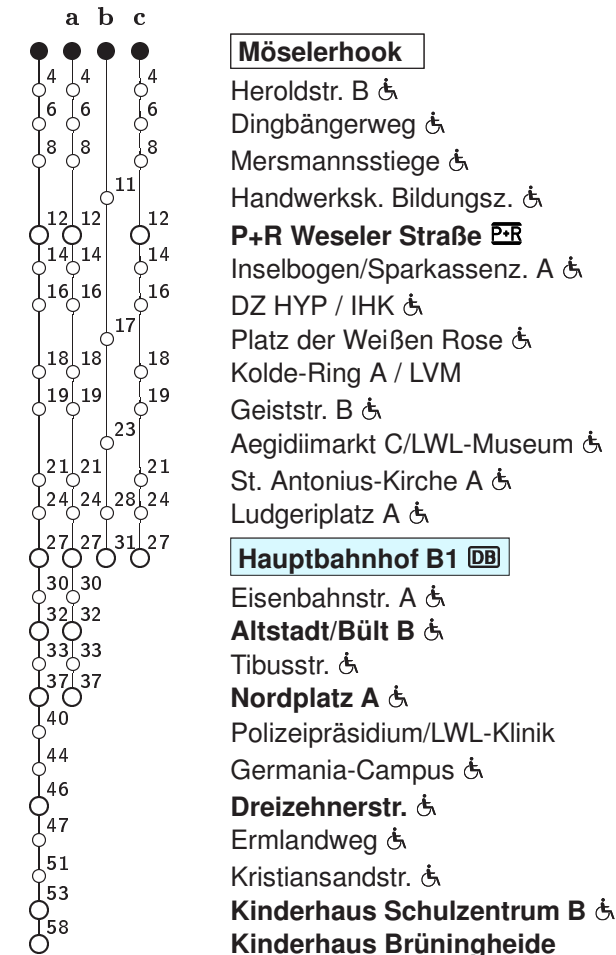 a b c
Möselerhook
4 4 4 Heroldstr. B
6 6 6 Dingbängerweg
8 8 8 Mersmannsstiege
11 Handwerksk. Bildungsz.
12 12 12 P+R Weseler Straße P+R
14 14 14 Inselbogen/Sparkassenz. A
16 16 16 DZ HYP / IHK
17 Platz der Weißen Rose
18 18 18 Kolde-Ring A / LVM
19 19 19 Geiststr. B
23 Aegidiimarkt C/LWL-Museum
21 21 21 St. Antonius-Kirche A
24 24 28 24 Ludgeriplatz A
27 27 31 27 Hauptbahnhof B1 DB
30 30 Eisenbahnstr. A
32 32 Altstadt/Bült B
33 33 Tibusstr.
37 37 Nordplatz A
40 Polizeipräsidium/LWL-Klinik
44 Germania-Campus
46 Dreizehnerstr.
47 Ermlandweg
51 Kristiansandstr.
53 Kinderhaus Schulzentrum B
58 Kinderhaus Brüningheide